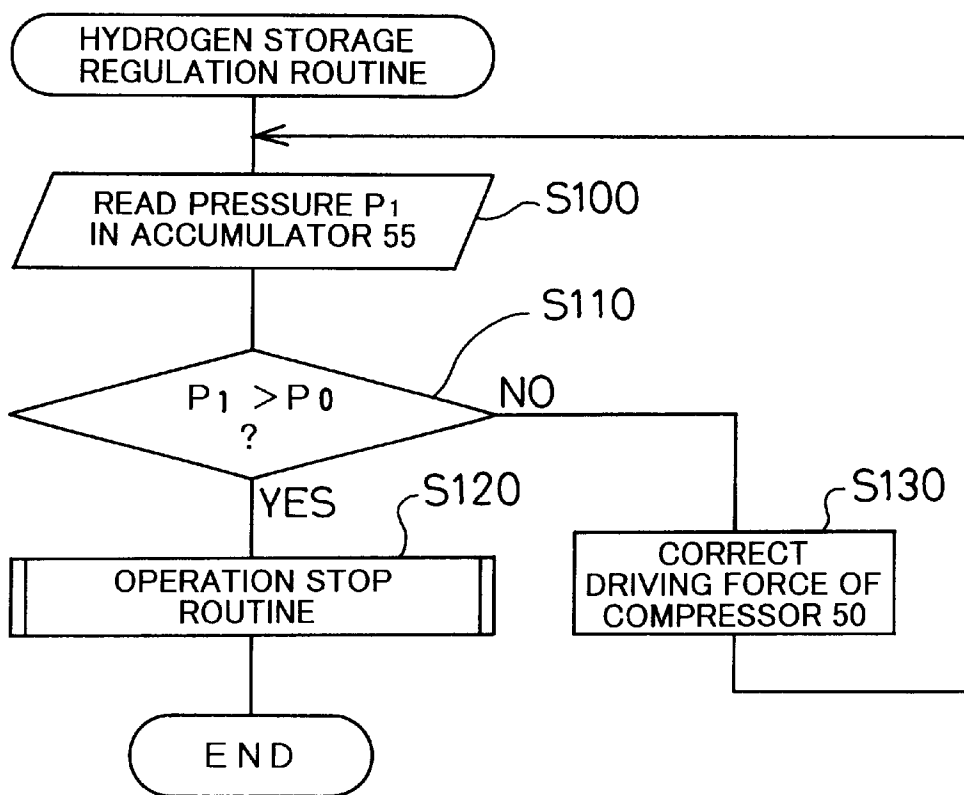 HYDROGEN STORAGE
REGULATION ROUTINE
READ PRESSURE P1
IN ACCUMULATOR 55
S100
S110
P1 >P0
?
NO
YES
S120
OPERATION STOP
ROUTINE
S130
CORRECT
DRIVING FORCE OF
COMPRESSOR 50
END